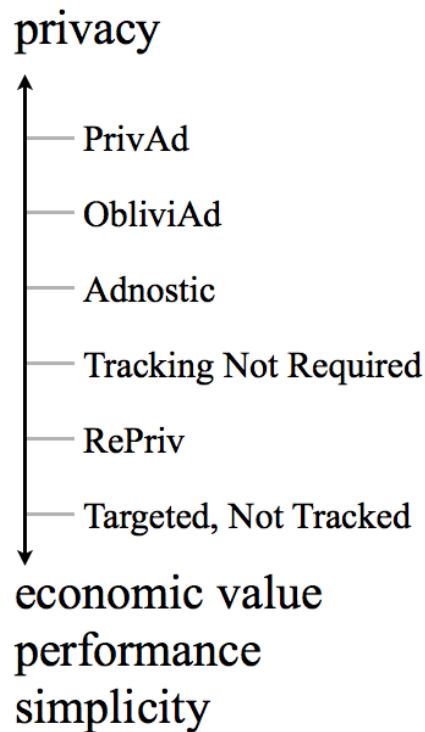 privacy
PrivAd
ObliviAd
Adnostic
Tracking Not Required
RePriv
Targeted, Not Tracked
economic value
performance
simplicity